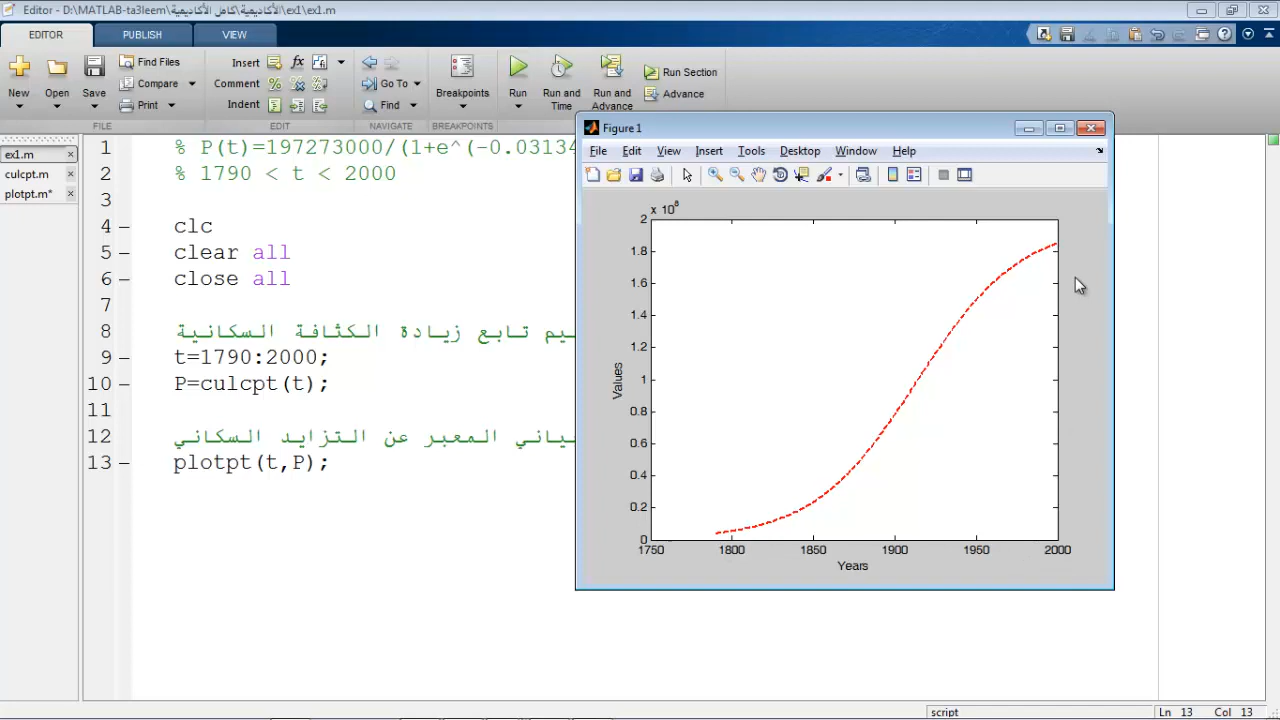 Editor - D:\MATLAB-ta3leem\كامل الأكاديمية\الأكاديمية\ex1\ex1.m
EDITOR PUBLISH VIEW
New Open Save Find Files Compare Print
FILE
Insert Comment Indent
EDIT
Go To Find
NAVIGATE
Breakpoints
BREAKPOINTS
Run Run and Time Run and Advance Run Section Advance
ex1.m
culcpt.m
plotpt.m*
1 % P(t)=197273000/(1+e^(-0.03134
2 % 1790 < t < 2000
3
4 clc
5 clear all
6 close all
7
8 تابع زيادة الكثافة السكانية
9 t=1790:2000;
10 P=culcpt(t);
11
12 المعبر عن التزايد السكاني
13 plotpt(t,P);
Figure 1
File Edit View Insert Tools Desktop Window Help
x 10^8
2
1.8
1.6
1.4
1.2
1
0.8
0.6
0.4
0.2
0
Values
1750 1800 1850 1900 1950 2000
Years
script Ln 13 Col 13